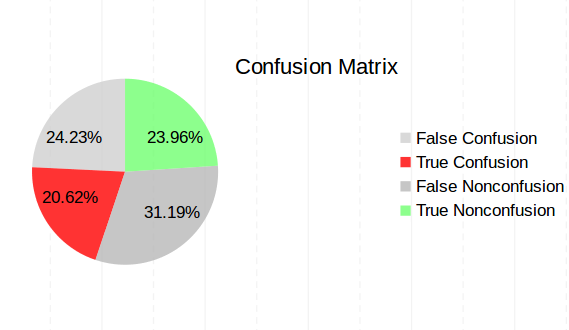 Confusion Matrix
24.23%
23.96%
20.62%
31.19%
False Confusion
True Confusion
False Nonconfusion
True Nonconfusion